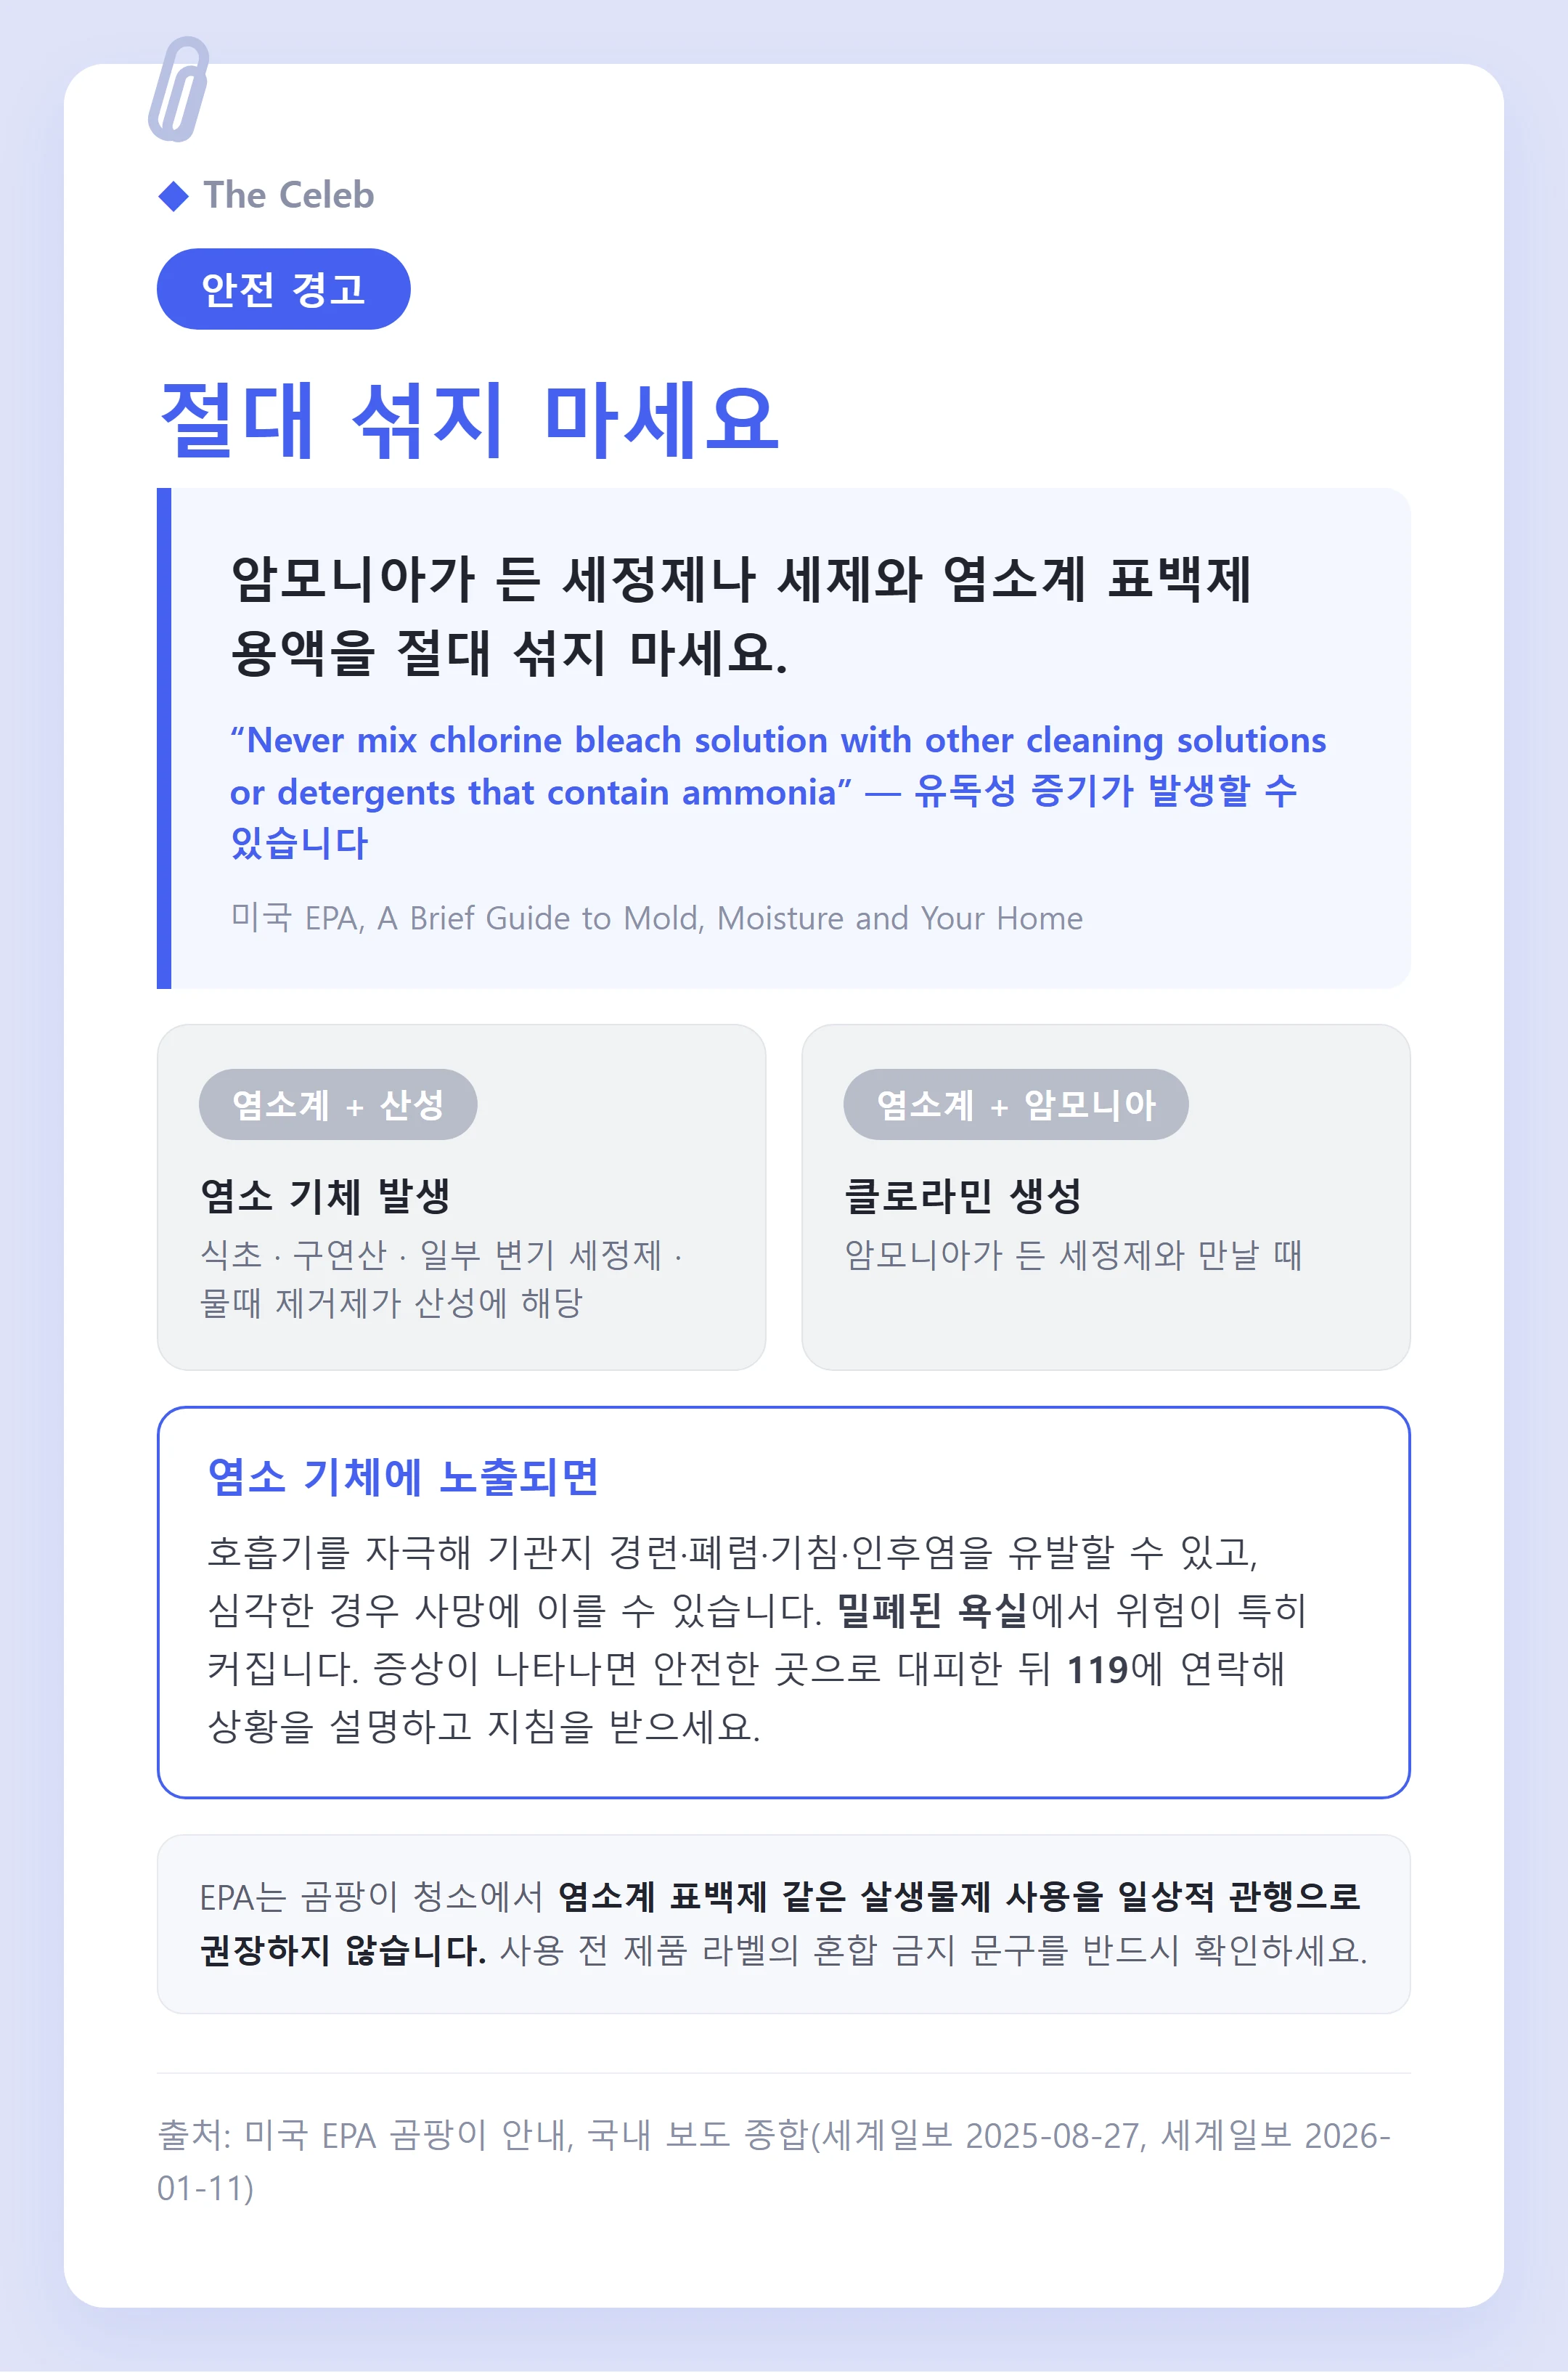 The Celeb
안전 경고
절대 섞지 마세요
암모니아가 든 세정제나 세제와 염소계 표백제
용액을 절대 섞지 마세요.
“Never mix chlorine bleach solution with other cleaning solutions
or detergents that contain ammonia” — 유독성 증기가 발생할 수
있습니다
미국 EPA, A Brief Guide to Mold, Moisture and Your Home
염소계 + 산성
염소 기체 발생
식초 · 구연산 · 일부 변기 세정제 ·
물때 제거제가 산성에 해당
염소계 + 암모니아
클로라민 생성
암모니아가 든 세정제와 만날 때
염소 기체에 노출되면
호흡기를 자극해 기관지 경련·폐렴·기침·인후염을 유발할 수 있고,
심각한 경우 사망에 이를 수 있습니다. 밀폐된 욕실에서 위험이 특히
커집니다. 증상이 나타나면 안전한 곳으로 대피한 뒤 119에 연락해
상황을 설명하고 지침을 받으세요.
EPA는 곰팡이 청소에서 염소계 표백제 같은 살생물제 사용을 일상적 관행으로
권장하지 않습니다. 사용 전 제품 라벨의 혼합 금지 문구를 반드시 확인하세요.
출처: 미국 EPA 곰팡이 안내, 국내 보도 종합(세계일보 2025-08-27, 세계일보 2026-
01-11)